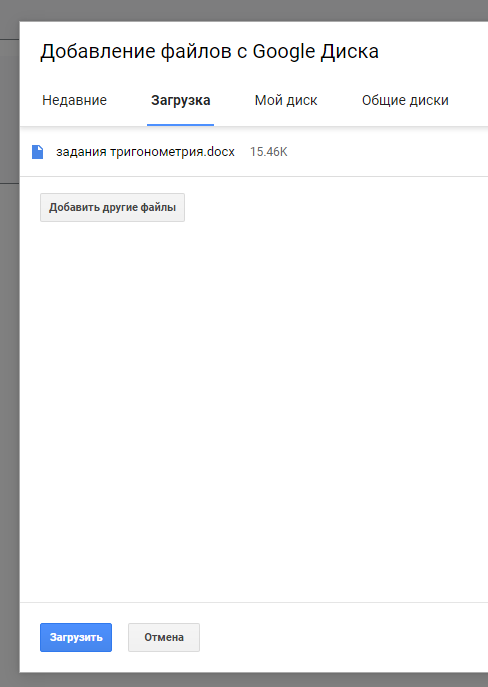 Добавление файлов с Google Диска
Недавние Загрузка Мой диск Общие диски
задания тригонометрия.docx 15.46K
Добавить другие файлы
Загрузить Отмена